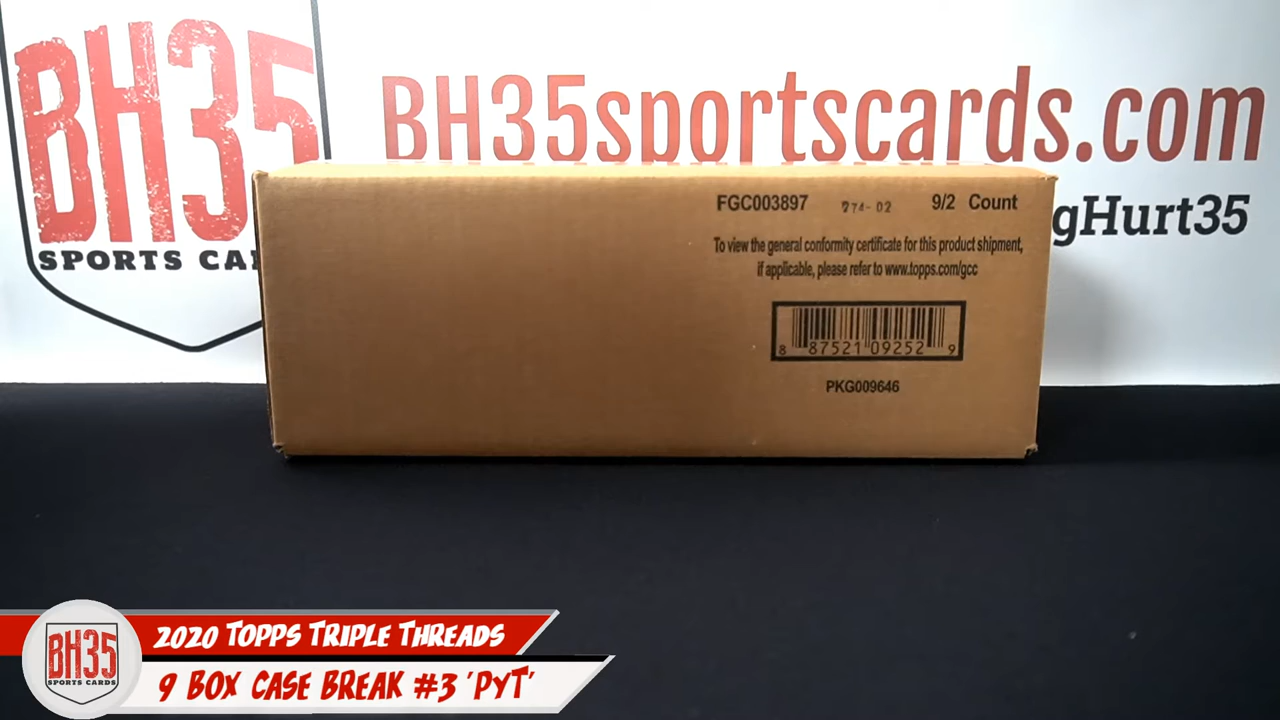 BH35
SPORTS CA
BH35sportscards.com
gHurt35
FGC003897 774-02 9/2 Count
To view the general conformity certificate for this product shipment,
if applicable, please refer to www.topps.com/gcc
8 87521 09252 9
PKG009646
BH35
SPORTS CARDS
2020 TOPPS TRIPLE THREADS
9 BOX CASE BREAK #3 'PYT'